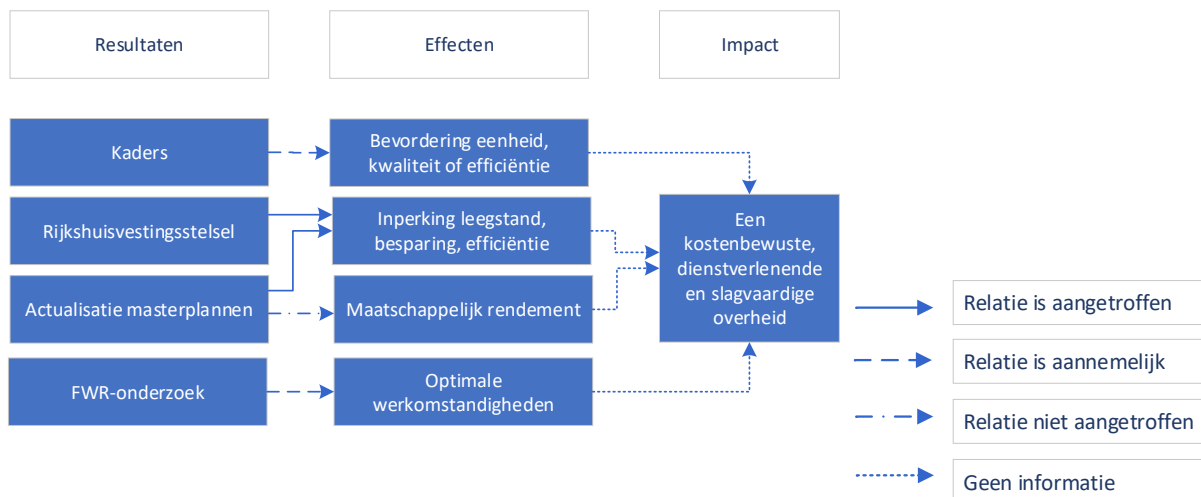 Resultaten
Effecten
Impact
Kaders
Bevordering eenheid,
kwaliteit of efficiëntie
Rijkshuisvestingsstelsel
Inperking leegstand,
besparing, efficiëntie
Actualisatie masterplannen
Maatschappelijk rendement
FWR-onderzoek
Optimale
werkomstandigheden
Een
kostenbewuste,
dienstverlenende
en slagvaardige
overheid
Relatie is aangetroffen
Relatie is aannemelijk
Relatie niet aangetroffen
Geen informatie